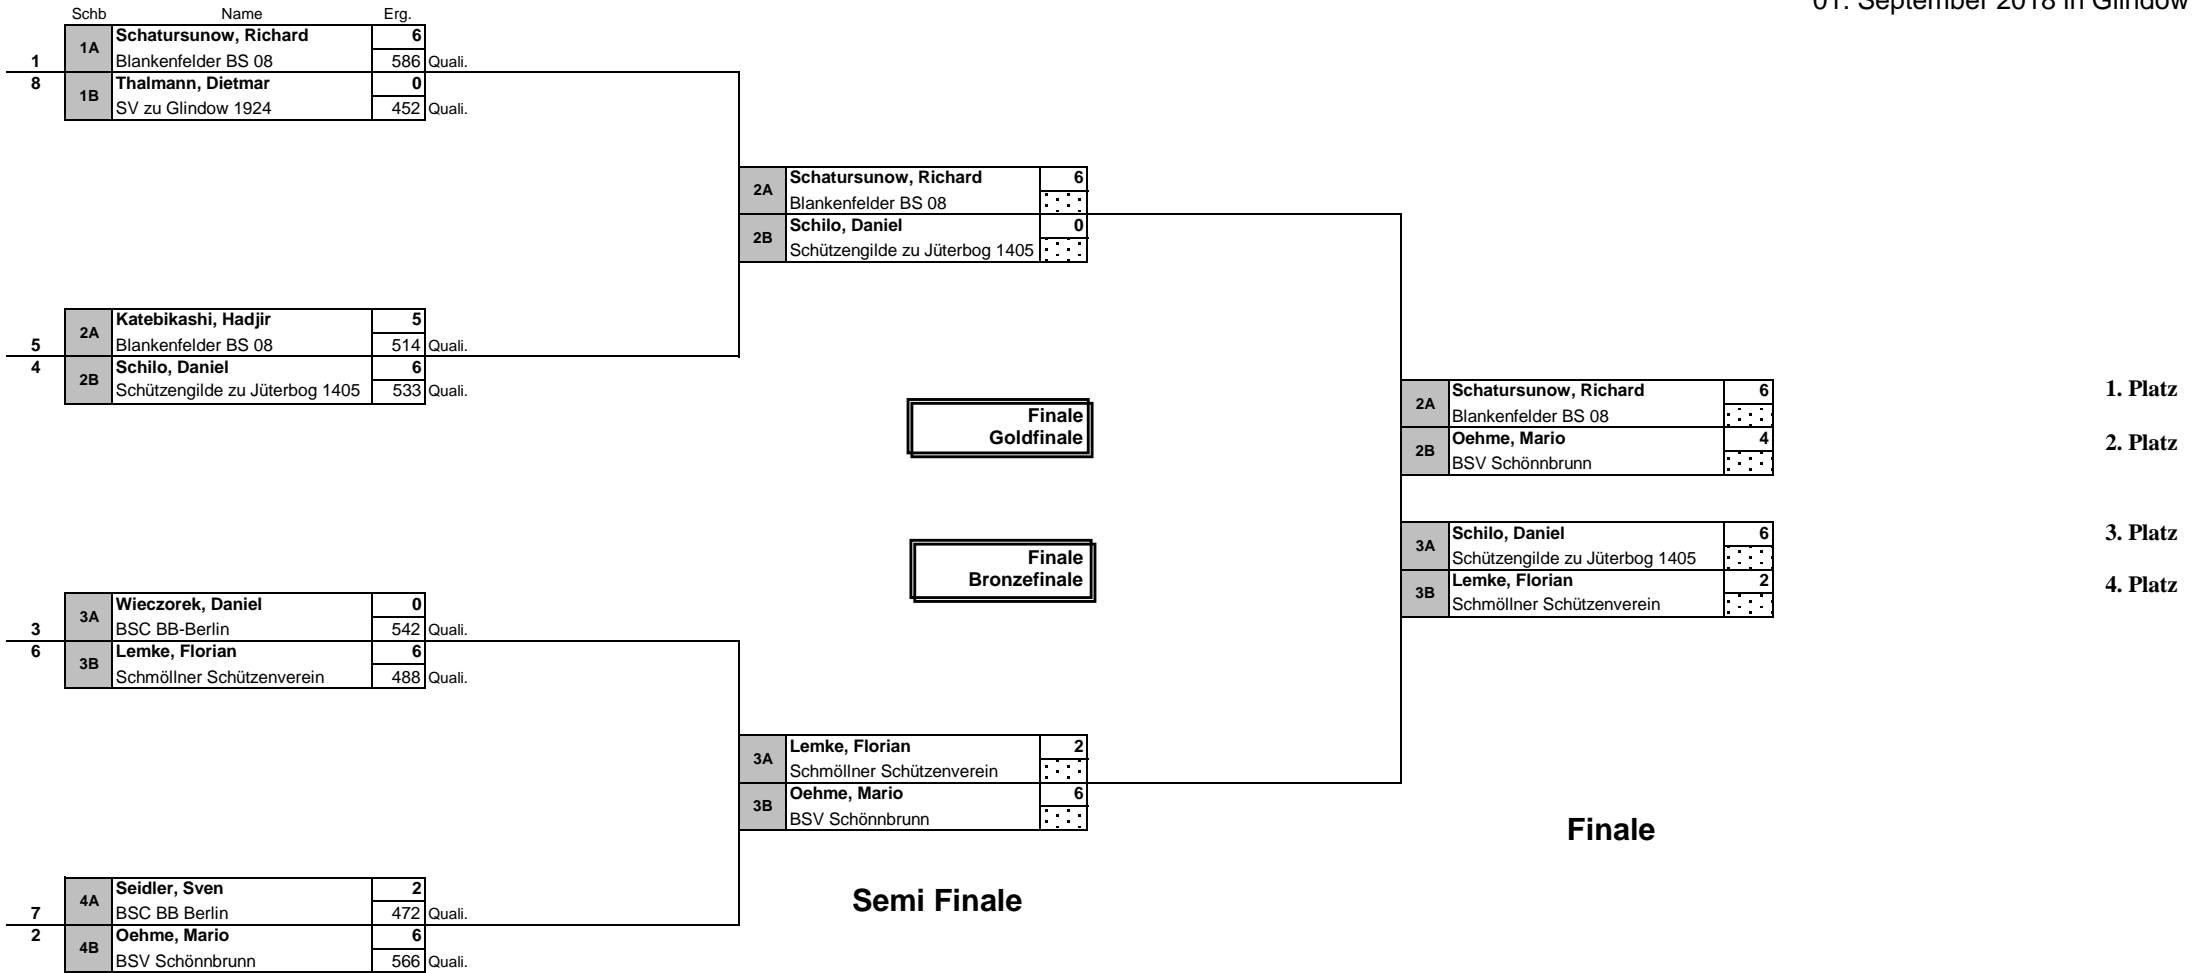 01. September 2018 in Glindow
Schb Name Erg.
1A Schatursunow, Richard 6
1 Blankenfelder BS 08 586 Quali.
8 1B Thalmann, Dietmar 0
SV zu Glindow 1924 452 Quali.
2A Schatursunow, Richard 6
Blankenfelder BS 08
2B Schilo, Daniel 0
Schützengilde zu Jüterbog 1405
2A Katebikashi, Hadjir 5
5 Blankenfelder BS 08 514 Quali.
4 2B Schilo, Daniel 6
Schützengilde zu Jüterbog 1405 533 Quali.
Finale
Goldfinale
2A Schatursunow, Richard 6 1. Platz
Blankenfelder BS 08
2B Oehme, Mario 4 2. Platz
BSV Schönnbrunn
Finale
Bronzefinale
3A Schilo, Daniel 6 3. Platz
Schützengilde zu Jüterbog 1405
3B Lemke, Florian 2 4. Platz
Schmöllner Schützenverein
3A Wieczorek, Daniel 0
3 BSC BB-Berlin 542 Quali.
6 3B Lemke, Florian 6
Schmöllner Schützenverein 488 Quali.
3A Lemke, Florian 2
Schmöllner Schützenverein
3B Oehme, Mario 6
BSV Schönnbrunn
Finale
Semi Finale
4A Seidler, Sven 2
7 BSC BB Berlin 472 Quali.
2 4B Oehme, Mario 6
BSV Schönnbrunn 566 Quali.